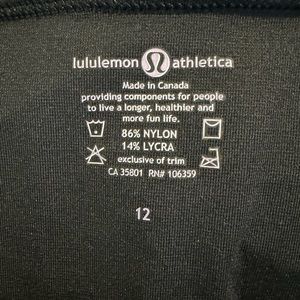 lululemon athletica
Made in Canada
providing components for people
to live a longer, healthier and
more fun life.
86% NYLON
14% LYCRA
exclusive of trim
CA 35801 RN# 106359
12